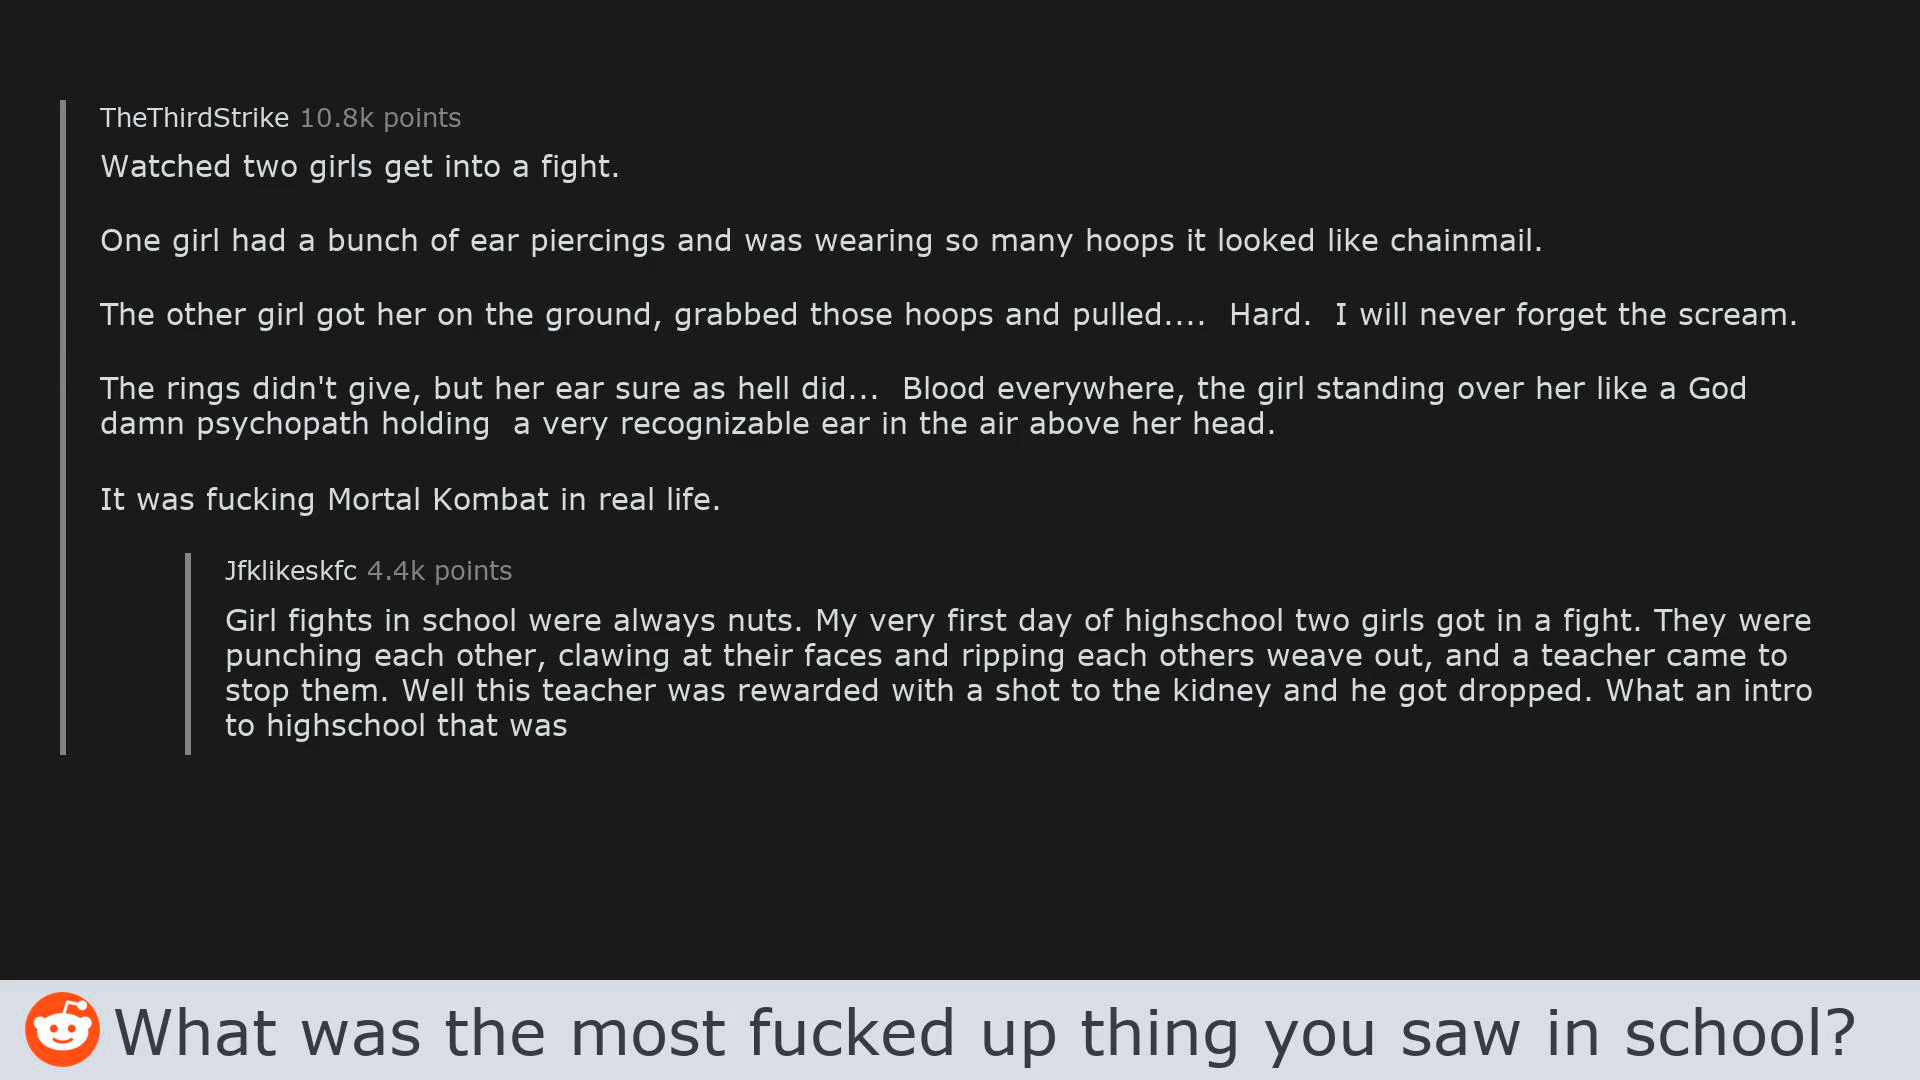 TheThirdStrike 10.8k points
Watched two girls get into a fight.
One girl had a bunch of ear piercings and was wearing so many hoops it looked like chainmail.
The other girl got her on the ground, grabbed those hoops and pulled....  Hard.  I will never forget the scream.
The rings didn't give, but her ear sure as hell did...  Blood everywhere, the girl standing over her like a God
damn psychopath holding  a very recognizable ear in the air above her head.
It was fucking Mortal Kombat in real life.
Jfklikeskfc 4.4k points
Girl fights in school were always nuts. My very first day of highschool two girls got in a fight. They were
punching each other, clawing at their faces and ripping each others weave out, and a teacher came to
stop them. Well this teacher was rewarded with a shot to the kidney and he got dropped. What an intro
to highschool that was
What was the most fucked up thing you saw in school?